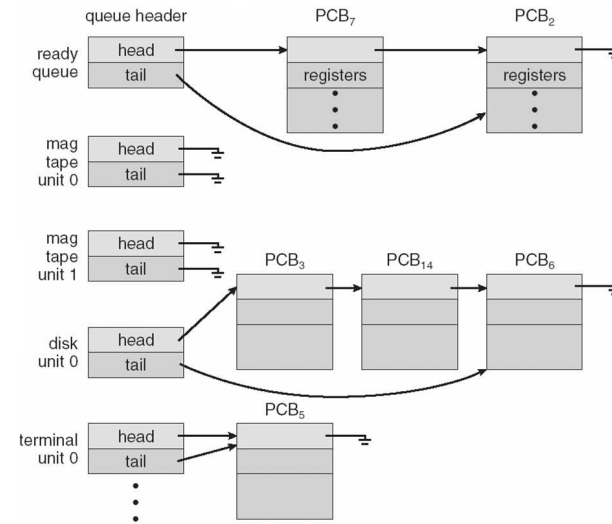 queue header
PCB₇
PCB₂
ready
queue
head
tail
registers
registers
mag
tape
unit 0
head
tail
mag
tape
unit 1
head
tail
PCB₃
PCB₁₄
PCB₆
disk
unit 0
head
tail
PCB₅
terminal
unit 0
head
tail